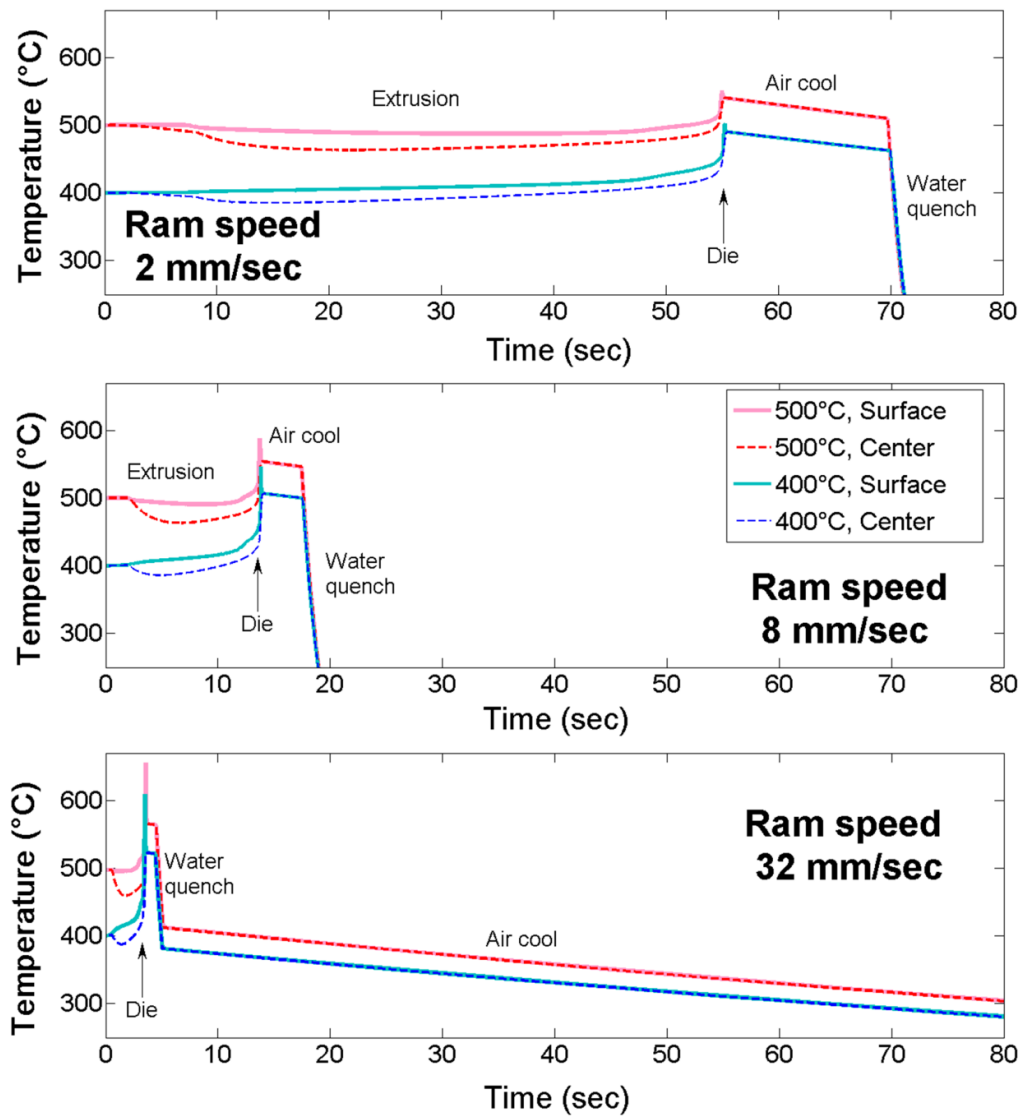 Temperature (°C)
600
500
400
300
Extrusion
Air cool
Ram speed
2 mm/sec
Die
Water
quench
0 10 20 30 40 50 60 70 80
Time (sec)
Temperature (°C)
600
500
400
300
Extrusion
Air cool
Die
Water
quench
500°C, Surface
500°C, Center
400°C, Surface
400°C, Center
Ram speed
8 mm/sec
0 10 20 30 40 50 60 70 80
Time (sec)
Temperature (°C)
600
500
400
300
Water
quench
Die
Air cool
Ram speed
32 mm/sec
0 10 20 30 40 50 60 70 80
Time (sec)